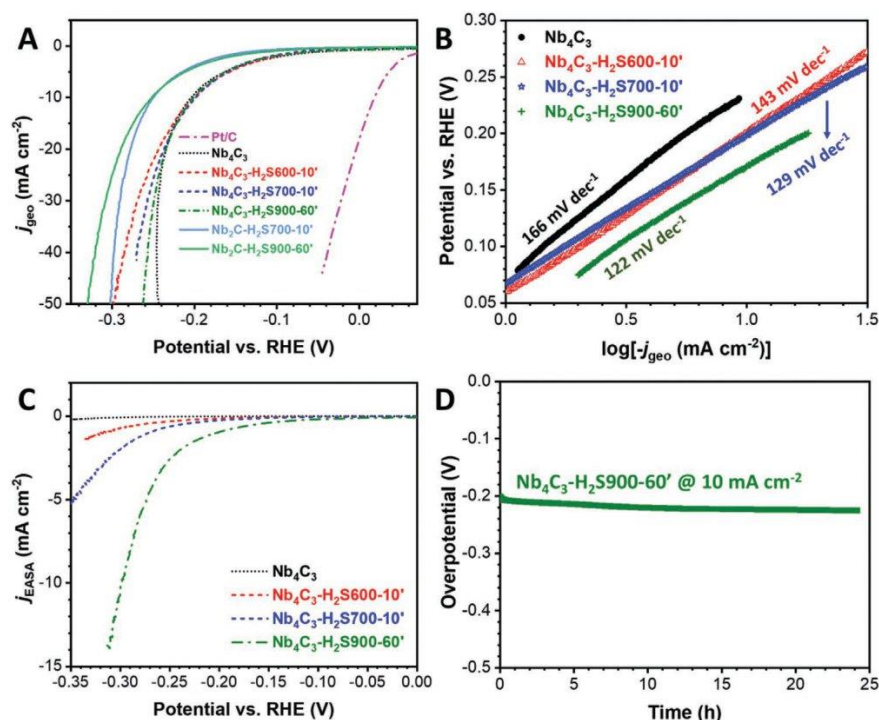 A
0
-10
-20
-30
-40
-50
-0.3
-0.2
-0.1
0.0
j_geo (mA cm⁻²)
Potential vs. RHE (V)
Pt/C
Nb₄C₃
Nb₄C₃-H₂S600-10'
Nb₄C₃-H₂S700-10'
Nb₄C₃-H₂S900-60'
Nb₂C-H₂S700-10'
Nb₂C-H₂S900-60'
B
0.30
0.25
0.20
0.15
0.10
0.05
0.0
0.5
1.0
1.5
Potential vs. RHE (V)
log[-j_geo (mA cm⁻²)]
Nb₄C₃
Nb₄C₃-H₂S600-10'
Nb₄C₃-H₂S700-10'
Nb₄C₃-H₂S900-60'
143 mV dec⁻¹
166 mV dec⁻¹
129 mV dec⁻¹
122 mV dec⁻¹
C
0
-5
-10
-15
-0.35
-0.30
-0.25
-0.20
-0.15
-0.10
-0.05
0.00
j_EASA (mA cm⁻²)
Potential vs. RHE (V)
Nb₄C₃
Nb₄C₃-H₂S600-10'
Nb₄C₃-H₂S700-10'
Nb₄C₃-H₂S900-60'
D
0.0
-0.1
-0.2
-0.3
-0.4
-0.5
0
5
10
15
20
25
Overpotential (V)
Time (h)
Nb₄C₃-H₂S900-60' @ 10 mA cm⁻²